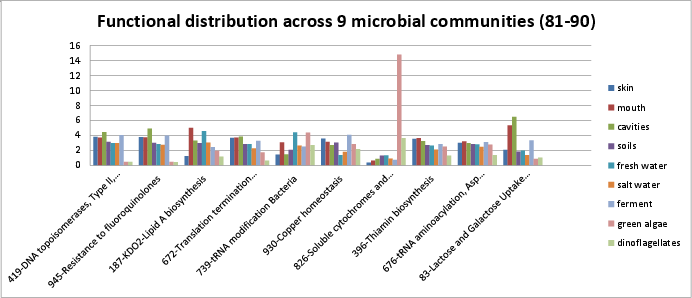 Functional distribution across 9 microbial communities (81-90)
16
14
12
10
8
6
4
2
0
419-DNA topoisomerases, Type II,...
945-Resistance to fluoroquinolones
187-KDO2-Lipid A biosynthesis
672-Translation termination...
739-tRNA modification Bacteria
930-Copper homeostasis
826-Soluble cytochromes and...
396-Thiamin biosynthesis
676-tRNA aminoacylation, Asp...
83-Lactose and Galactose Uptake...
skin
mouth
cavities
soils
fresh water
salt water
ferment
green algae
dinoflagellates